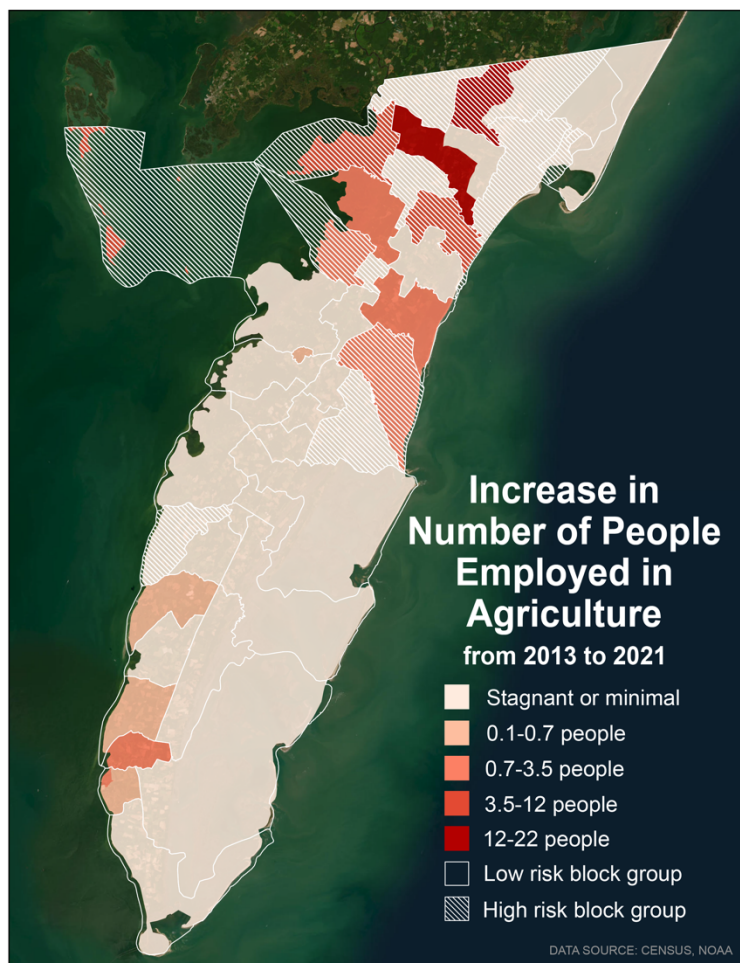 Increase in
Number of People
Employed in
Agriculture
from 2013 to 2021
Stagnant or minimal
0.1-0.7 people
0.7-3.5 people
3.5-12 people
12-22 people
Low risk block group
High risk block group
DATA SOURCE: CENSUS, NOAA